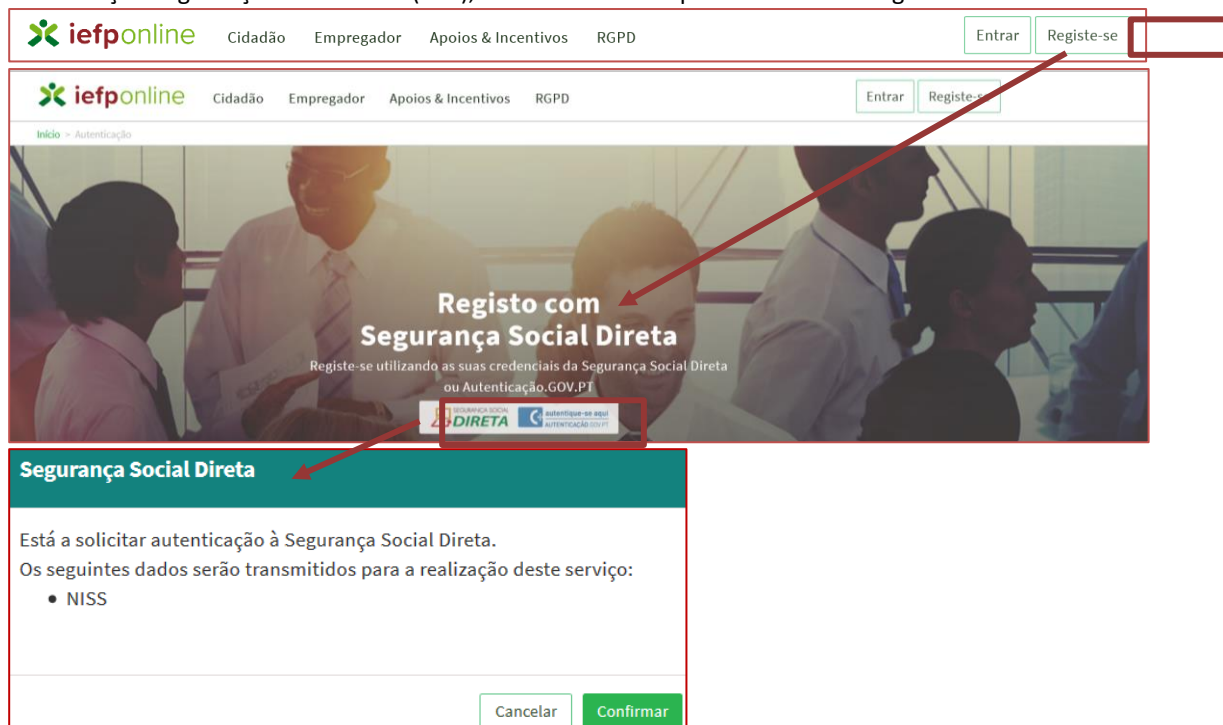 iefponline Cidadão Empregador Apoios & Incentivos RGPD Entrar Registe-se
iefponline Cidadão Empregador Apoios & Incentivos RGPD Entrar Registe-se
Início > Autenticação
Registo com
Segurança Social Direta
Registe-se utilizando as suas credenciais da Segurança Social Direta
ou Autenticação.GOV.PT
SEGURANÇA SOCIAL DIRETA autentique-se aqui
AUTENTICAÇÃO.GOV.PT
Segurança Social Direta
Está a solicitar autenticação à Segurança Social Direta.
Os seguintes dados serão transmitidos para a realização deste serviço:
• NISS
Cancelar Confirmar